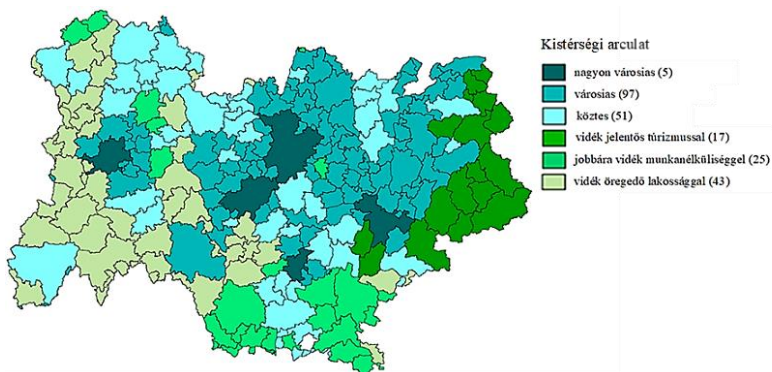 Kistérségi arculat
nagyon városias (5)
városias (97)
köztes (51)
vidék jelentős túrizmussal (17)
jobbára vidék munkanélküliséggel (25)
vidék öregedő lakossággal (43)